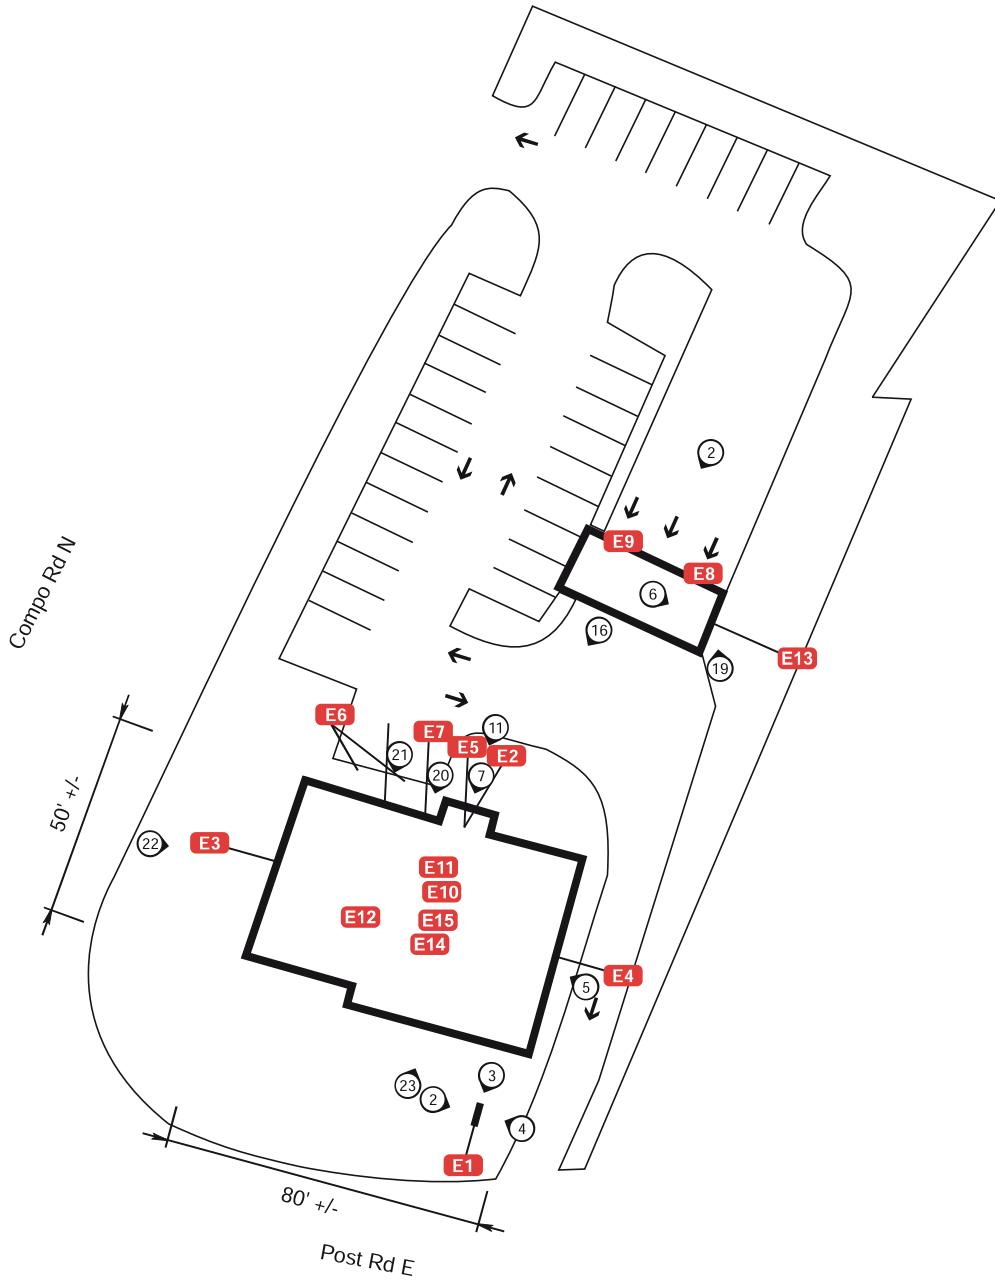 2
E9
E8
6
16
E13
19
Compo Rd N
E6
E7
11
E5
E2
21
20
7
50' +/-
22
E3
E11
E10
E12
E15
E14
E4
5
3
23
2
4
E1
80' +/-
Post Rd E